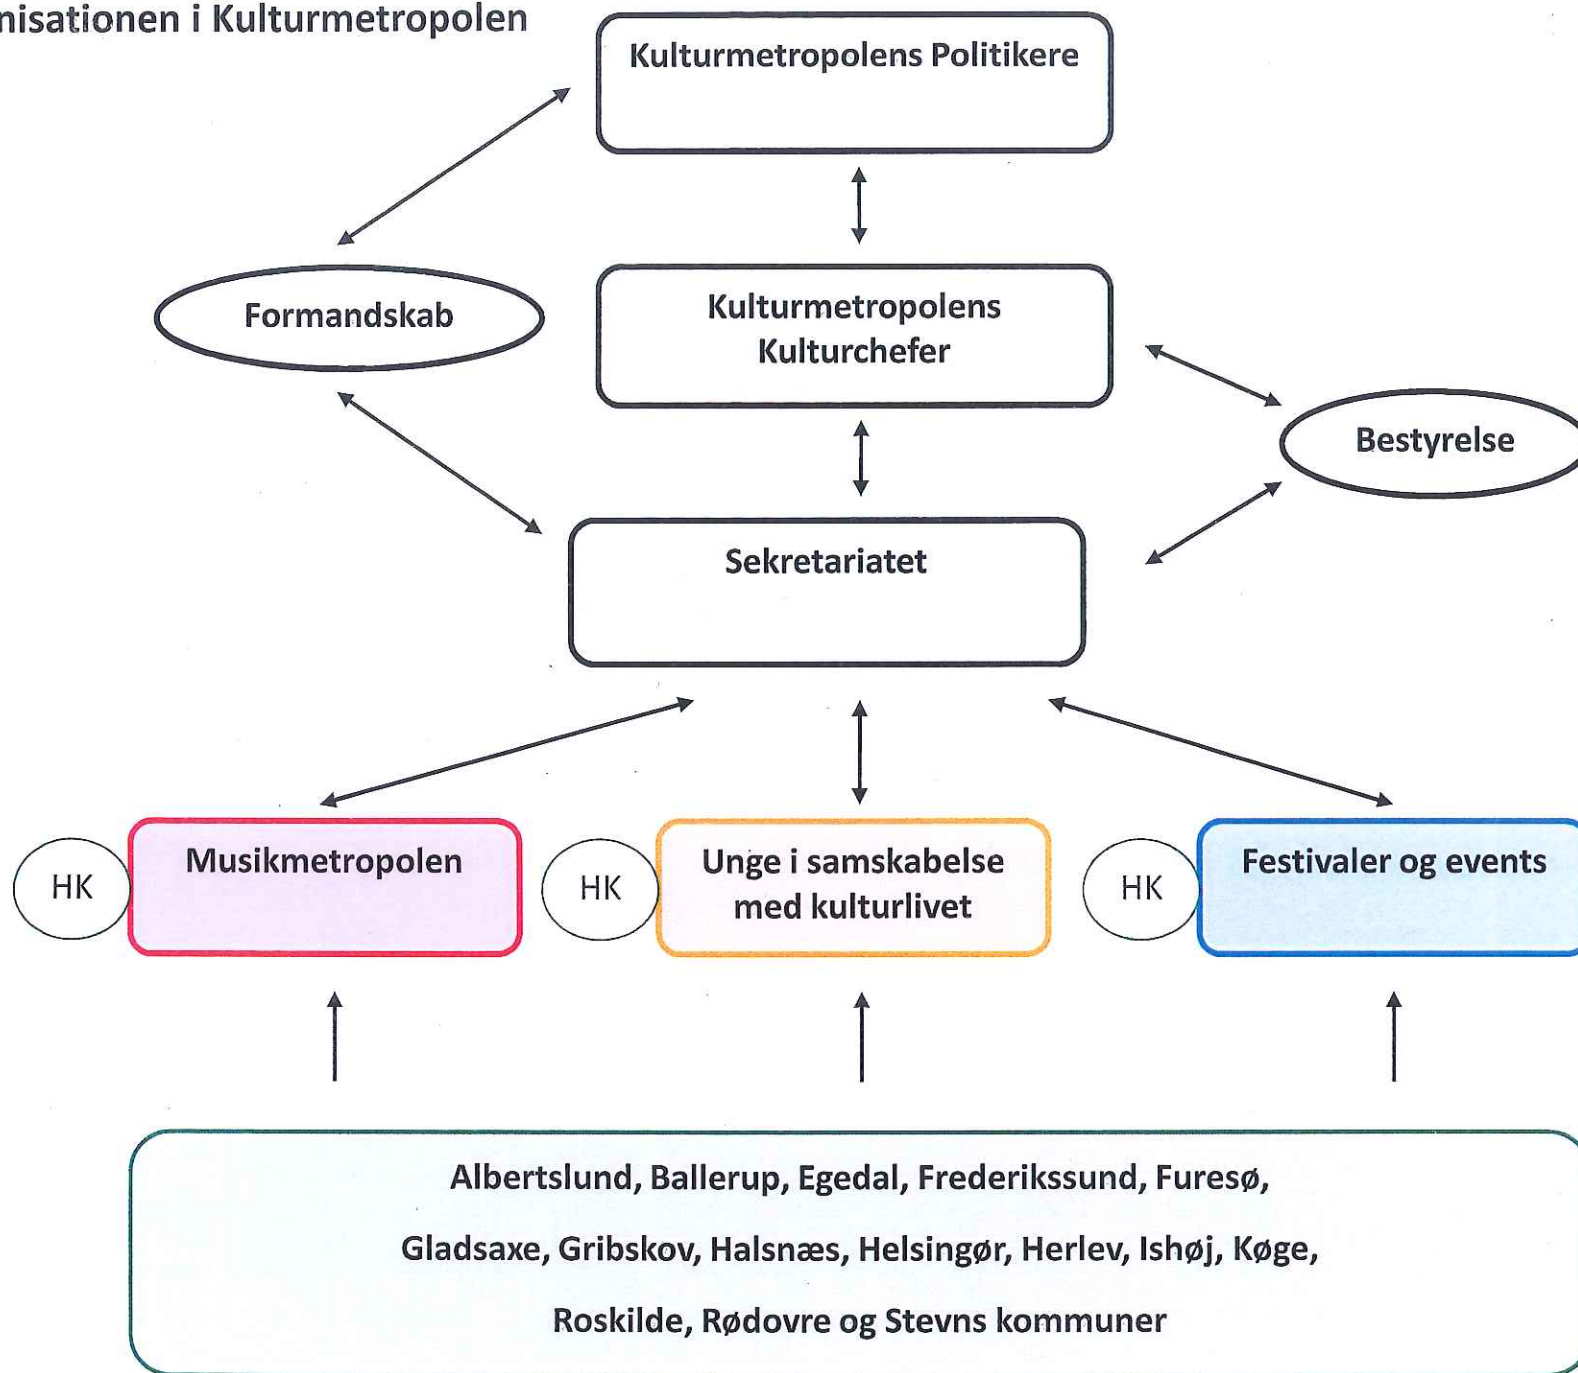 nisationen i Kulturmetropolen
Kulturmetropolens Politikere
Formandskab
Kulturmetropolens
Kulturchefer
Bestyrelse
Sekretariatet
HK
Musikmetropolen
HK
Unge i samskabelse
med kulturlivet
HK
Festivaler og events
Albertslund, Ballerup, Egedal, Frederikssund, Furesø,
Gladsaxe, Gribskov, Halsnæs, Helsingør, Herlev, Ishøj, Køge,
Roskilde, Rødovre og Stevns kommuner